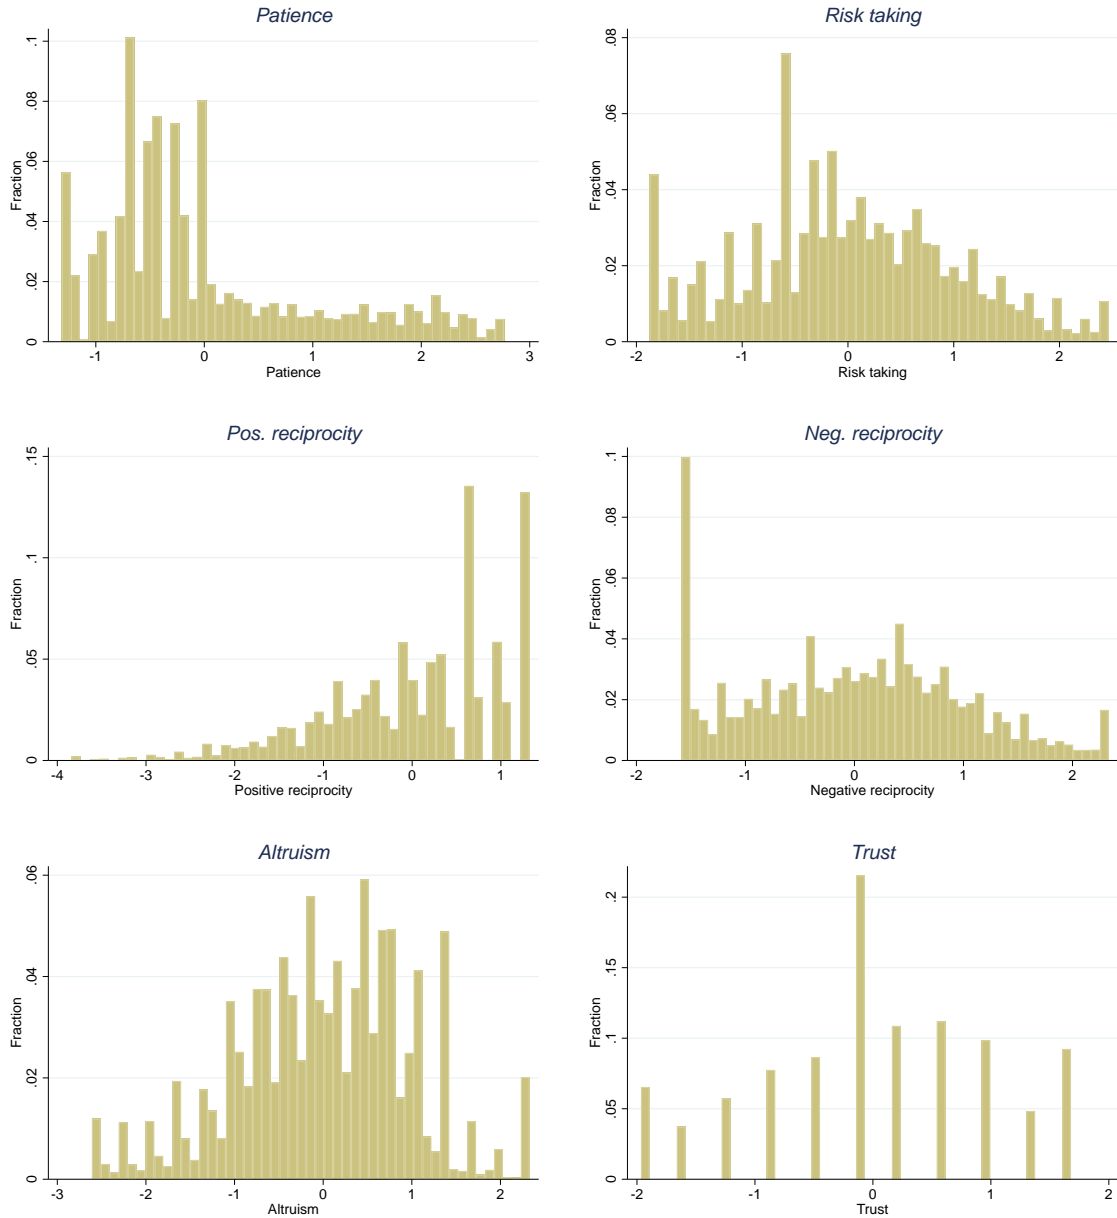 Patience
Fraction
0 .02 .04 .06 .08 .1
-1 0 1 2 3
Patience
Risk taking
Fraction
0 .02 .04 .06 .08
-2 -1 0 1 2
Risk taking
Pos. reciprocity
Fraction
0 .05 .1 .15
-4 -3 -2 -1 0 1
Positive reciprocity
Neg. reciprocity
Fraction
0 .02 .04 .06 .08 .1
-2 -1 0 1 2
Negative reciprocity
Altruism
Fraction
0 .02 .04 .06
-3 -2 -1 0 1 2
Altruism
Trust
Fraction
0 .05 .1 .15 .2
-2 -1 0 1 2
Trust